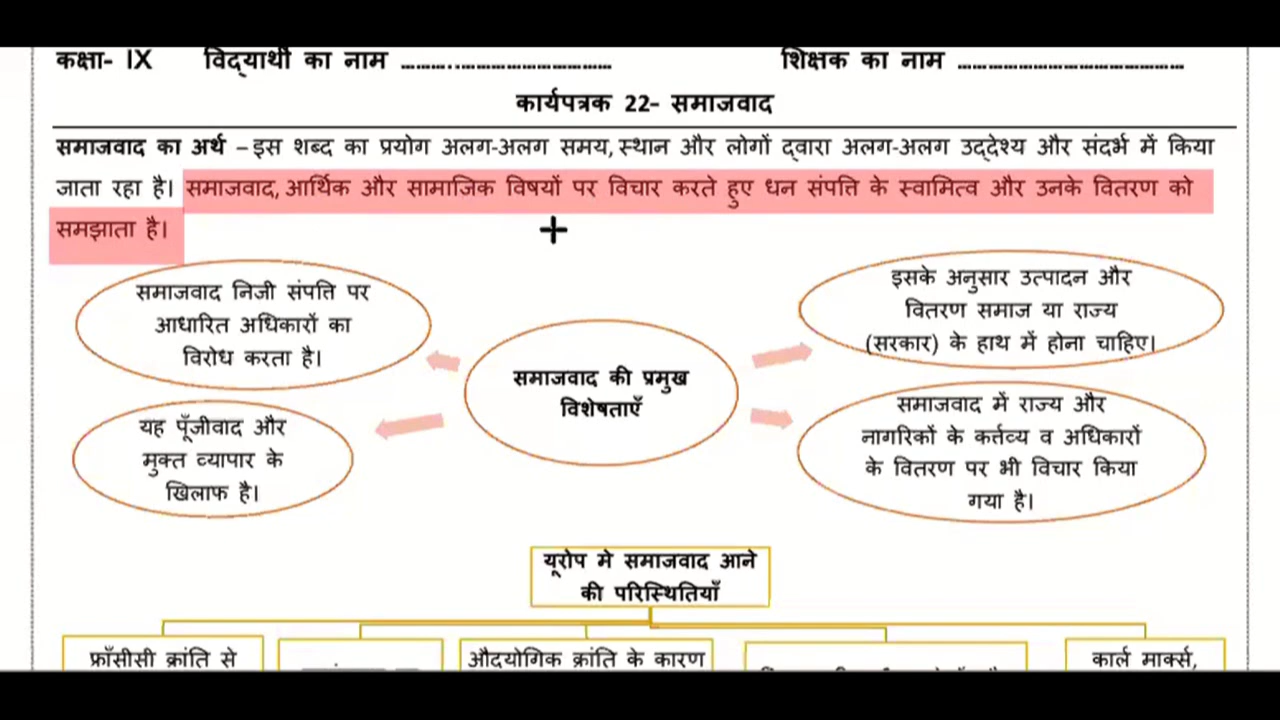 कक्षा- IX विद्यार्थी का नाम ................................... शिक्षक का नाम ......................................
कार्यपत्रक 22- समाजवाद
समाजवाद का अर्थ – इस शब्द का प्रयोग अलग-अलग समय, स्थान और लोगों द्वारा अलग-अलग उद्देश्य और संदर्भ में किया
जाता रहा है। समाजवाद, आर्थिक और सामाजिक विषयों पर विचार करते हुए धन संपत्ति के स्वामित्व और उनके वितरण को
समझाता है।
समाजवाद निजी संपत्ति पर
आधारित अधिकारों का
विरोध करता है।
इसके अनुसार उत्पादन और
वितरण समाज या राज्य
(सरकार) के हाथ में होना चाहिए।
समाजवाद की प्रमुख
विशेषताएँ
यह पूँजीवाद और
मुक्त व्यापार के
खिलाफ है।
समाजवाद में राज्य और
नागरिकों के कर्तव्य व अधिकारों
के वितरण पर भी विचार किया
गया है।
यूरोप मे समाजवाद आने
की परिस्थितियाँ
फ्राँसीसी क्रांति से
औद्योगिक क्रांति के कारण
कार्ल मार्क्स,